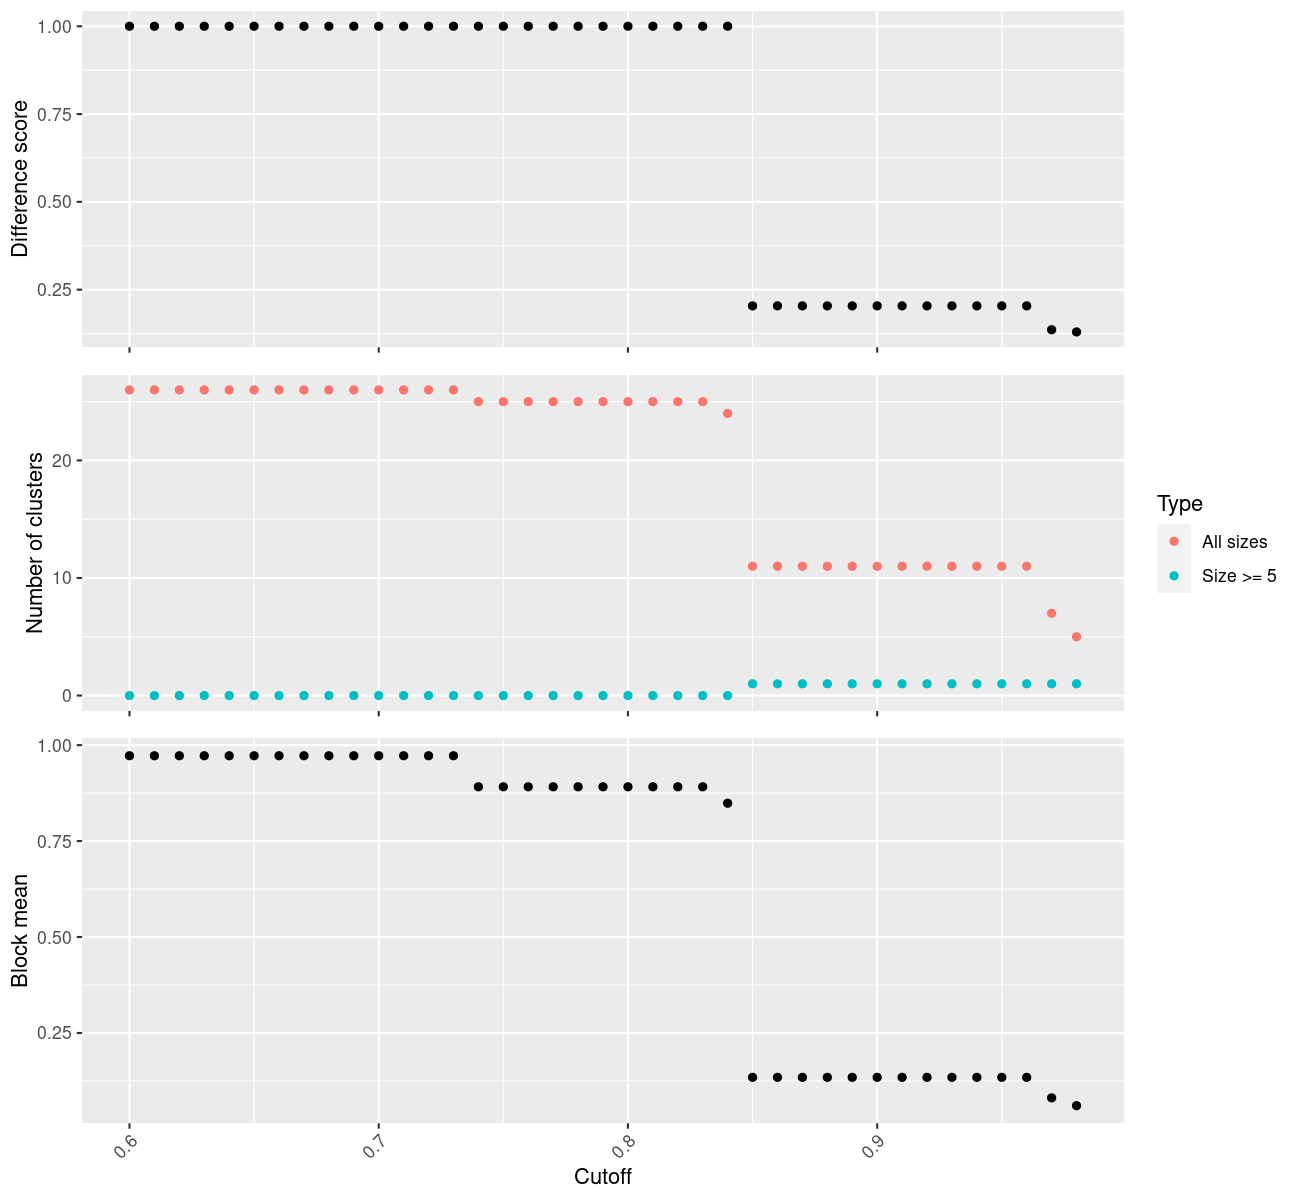 Difference score
1.00
0.75
0.50
0.25
Number of clusters
20
10
0
Type
All sizes
Size >= 5
Block mean
1.00
0.75
0.50
0.25
0.6
0.7
0.8
0.9
Cutoff